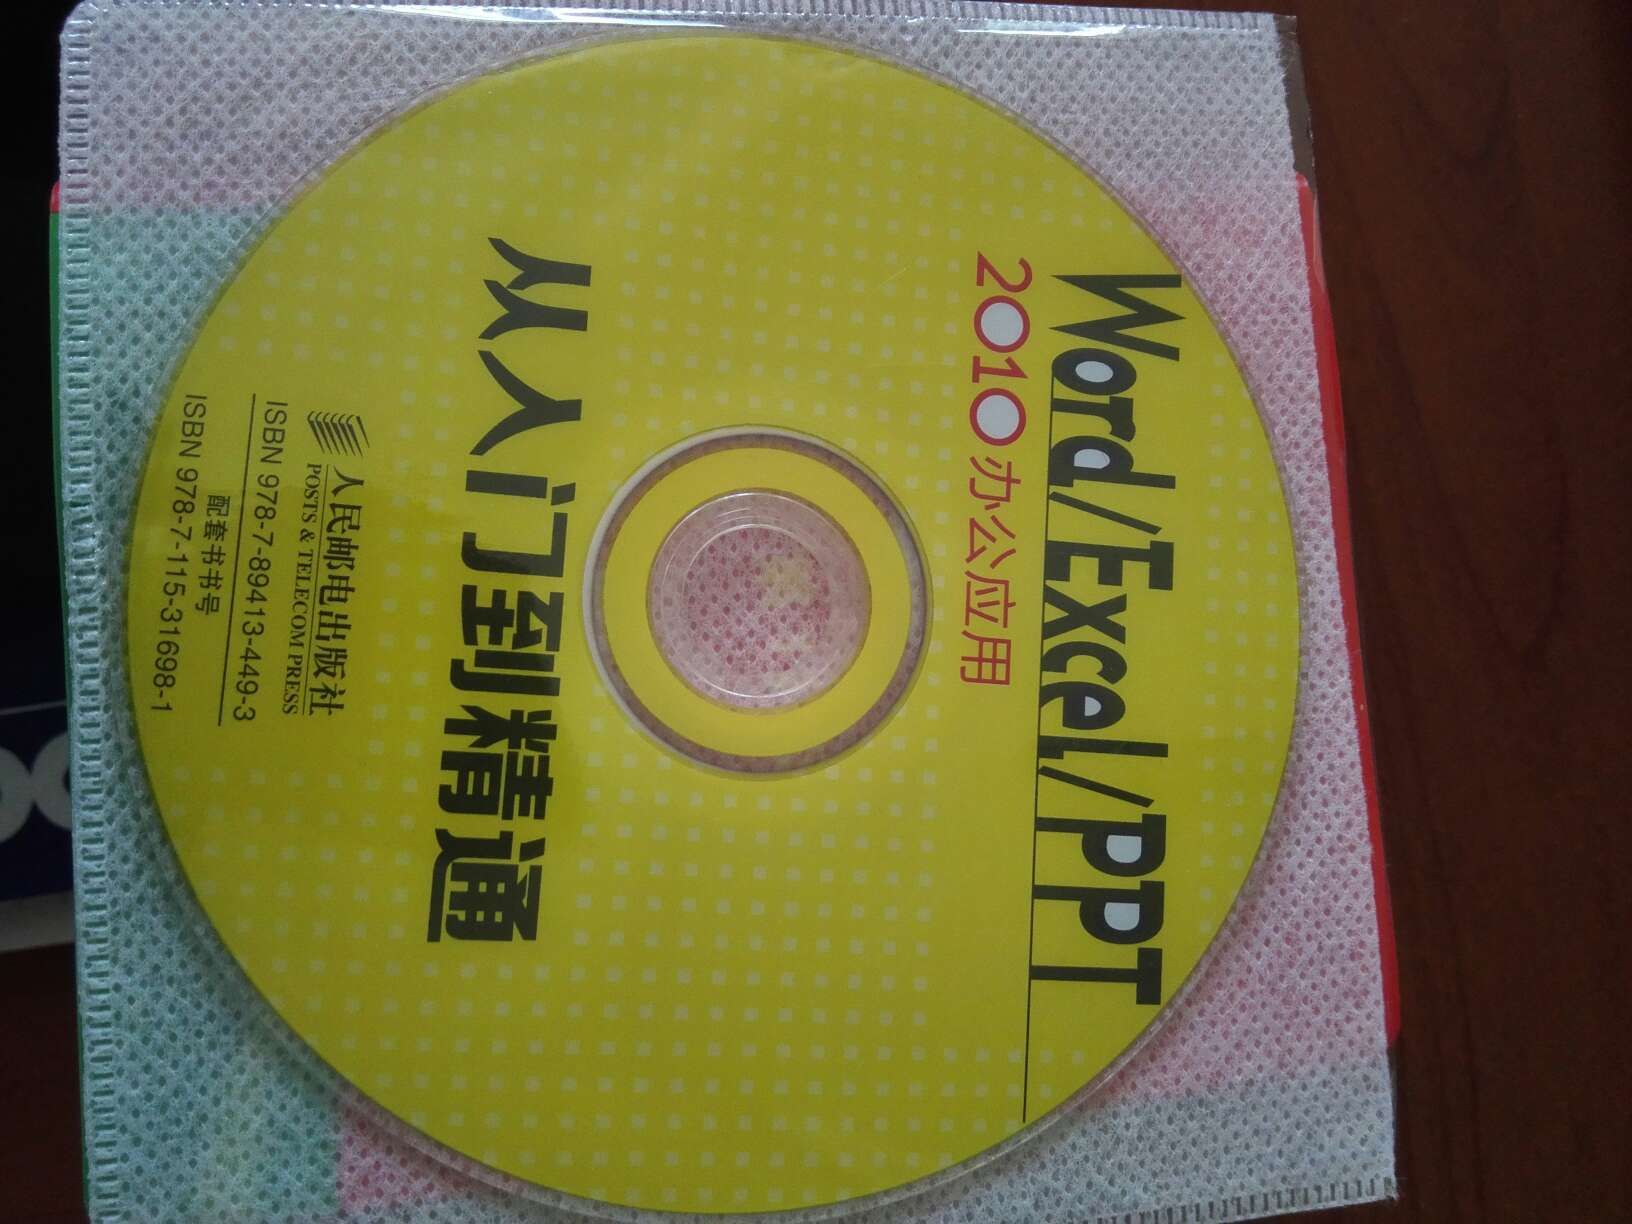 Word/Excel/PPT
2010办公应用
从入门到精通
人民邮电出版社
POSTS & TELECOM PRESS
ISBN 978-7-89413-449-3
配套书书号
ISBN 978-7-115-31698-1